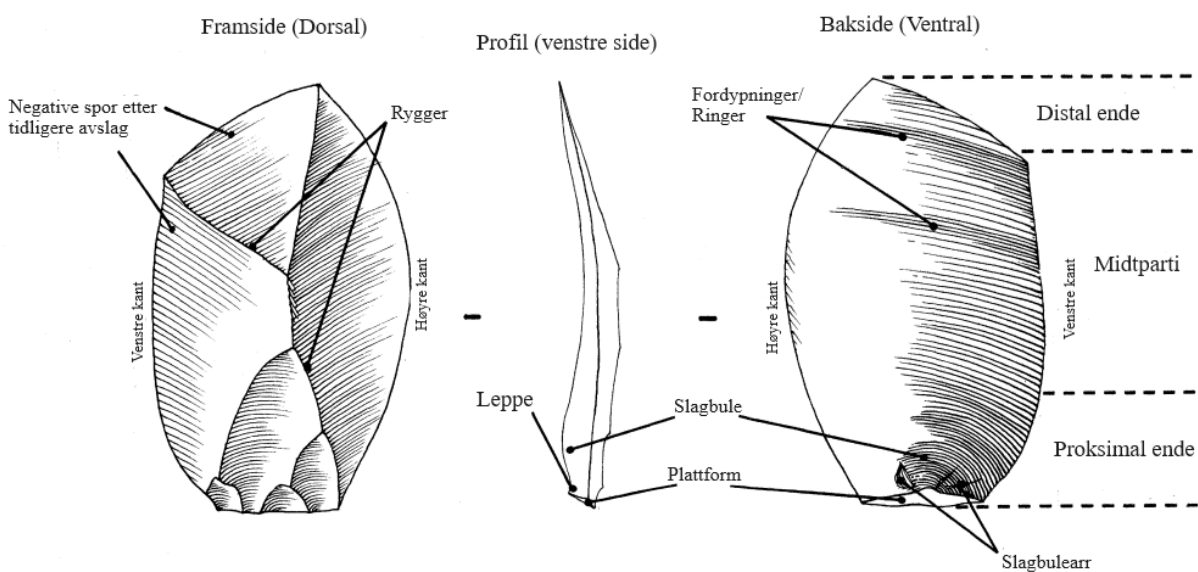 Framside (Dorsal)
Profil (venstre side)
Bakside (Ventral)
Negative spor etter
tidligere avslag
Rygger
Fordypninger/
Ringer
Distal ende
Venstre kant
Høyre kant
Høyre kant
Venstre kant
Midtparti
Leppe
Slagbule
Plattform
Proksimal ende
Slagbulearr